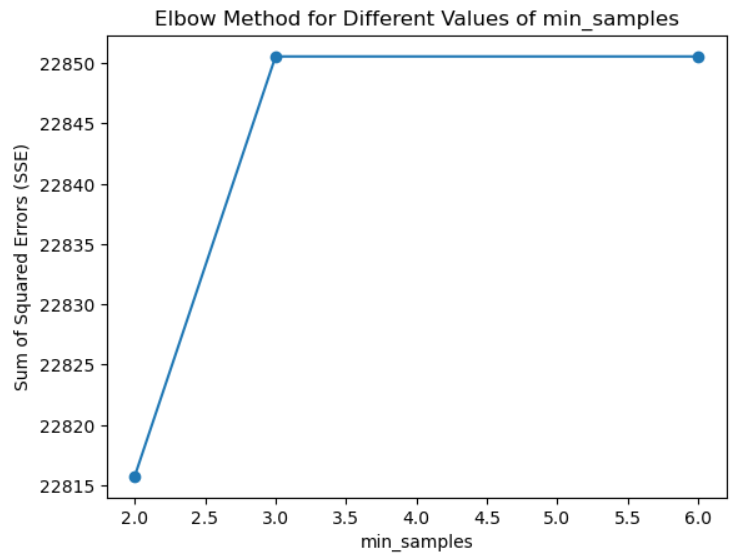 Elbow Method for Different Values of min_samples
Sum of Squared Errors (SSE)
22850
22845
22840
22835
22830
22825
22820
22815
2.0 2.5 3.0 3.5 4.0 4.5 5.0 5.5 6.0
min_samples